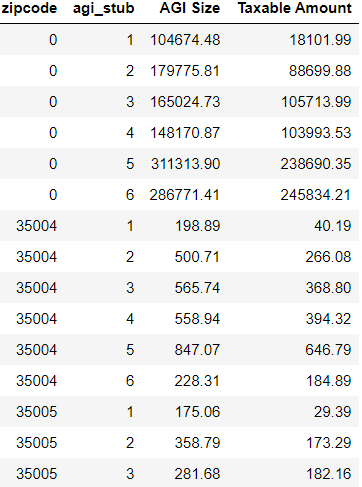 zipcode agi_stub AGI Size Taxable Amount
0 1 104674.48 18101.99
0 2 179775.81 88699.88
0 3 165024.73 105713.99
0 4 148170.87 103993.53
0 5 311313.90 238690.35
0 6 286771.41 245834.21
35004 1 198.89 40.19
35004 2 500.71 266.08
35004 3 565.74 368.80
35004 4 558.94 394.32
35004 5 847.07 646.79
35004 6 228.31 184.89
35005 1 175.06 29.39
35005 2 358.79 173.29
35005 3 281.68 182.16